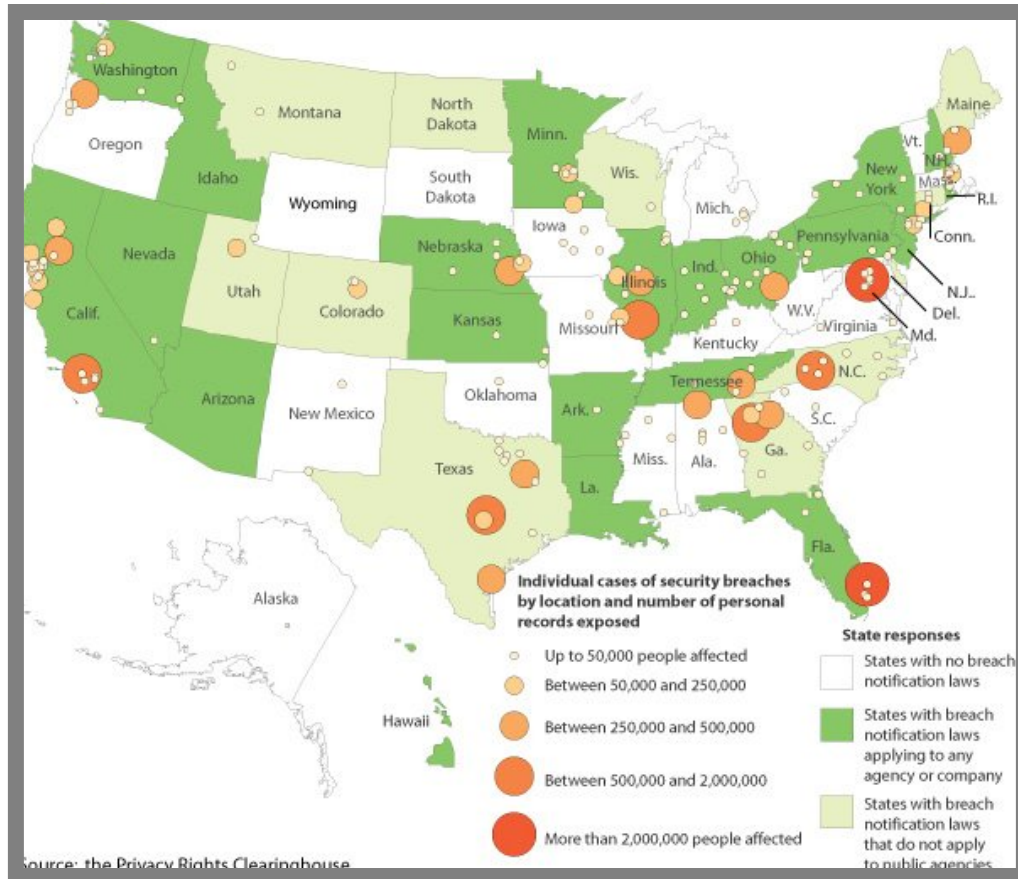 Washington
Montana
North
Dakota
Minn.
Maine
Oregon
Idaho
Wyoming
South
Dakota
Wis.
Mich.
Vt.
N.H.
New
York
Mass.
R.I.
Conn.
Nevada
Utah
Colorado
Nebraska
Iowa
Illinois
Ind.
Ohio
Pennsylvania
N.J..
Del.
Md.
Calif.
Kansas
Missouri
Kentucky
W.V.
Virginia
Arizona
New Mexico
Oklahoma
Ark.
Tennessee
N.C.
S.C.
Texas
La.
Miss.
Ala.
Ga.
Fla.
Alaska
Hawaii
Individual cases of security breaches
by location and number of personal
records exposed
Up to 50,000 people affected
Between 50,000 and 250,000
Between 250,000 and 500,000
Between 500,000 and 2,000,000
More than 2,000,000 people affected
State responses
States with no breach
notification laws
States with breach
notification laws
applying to any
agency or company
States with breach
notification laws
that do not apply
to public agencies
Source: the Privacy Rights Clearinghouse